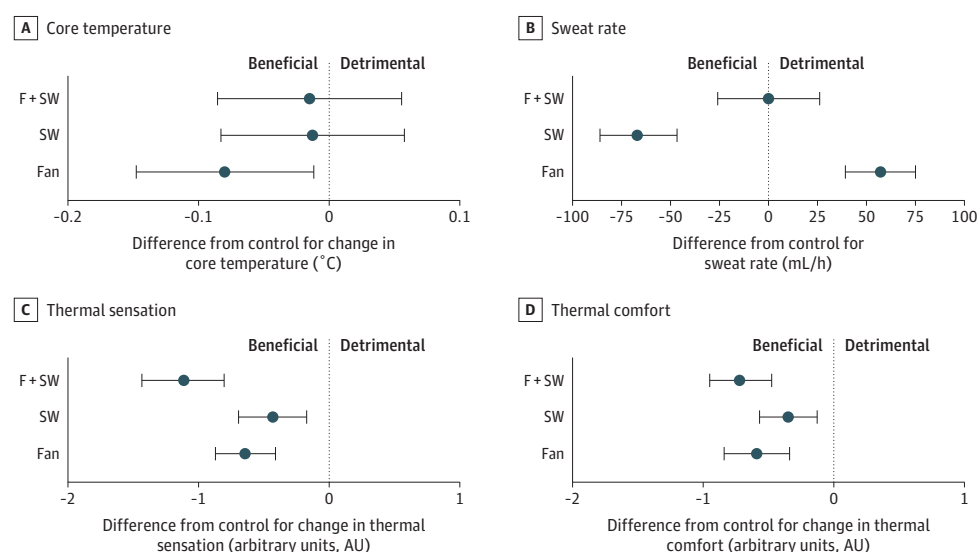 A Core temperature
Beneficial Detrimental
F + SW
SW
Fan
-0.2 -0.1 0 0.1
Difference from control for change in
core temperature (˚C)
B Sweat rate
Beneficial Detrimental
F + SW
SW
Fan
-100 -75 -50 -25 0 25 50 75 100
Difference from control for
sweat rate (mL/h)
C Thermal sensation
Beneficial Detrimental
F + SW
SW
Fan
-2 -1 0 1
Difference from control for change in thermal
sensation (arbitrary units, AU)
D Thermal comfort
Beneficial Detrimental
F + SW
SW
Fan
-2 -1 0 1
Difference from control for change in thermal
comfort (arbitrary units, AU)